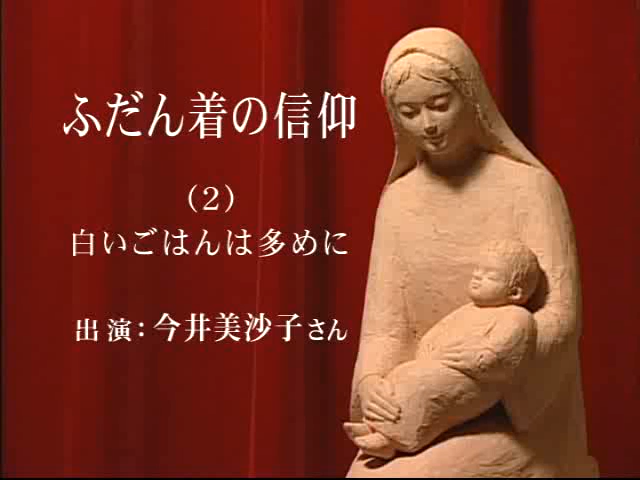 ふだん着の信仰
（2）
白いごはんは多めに
出演：今井美沙子さん